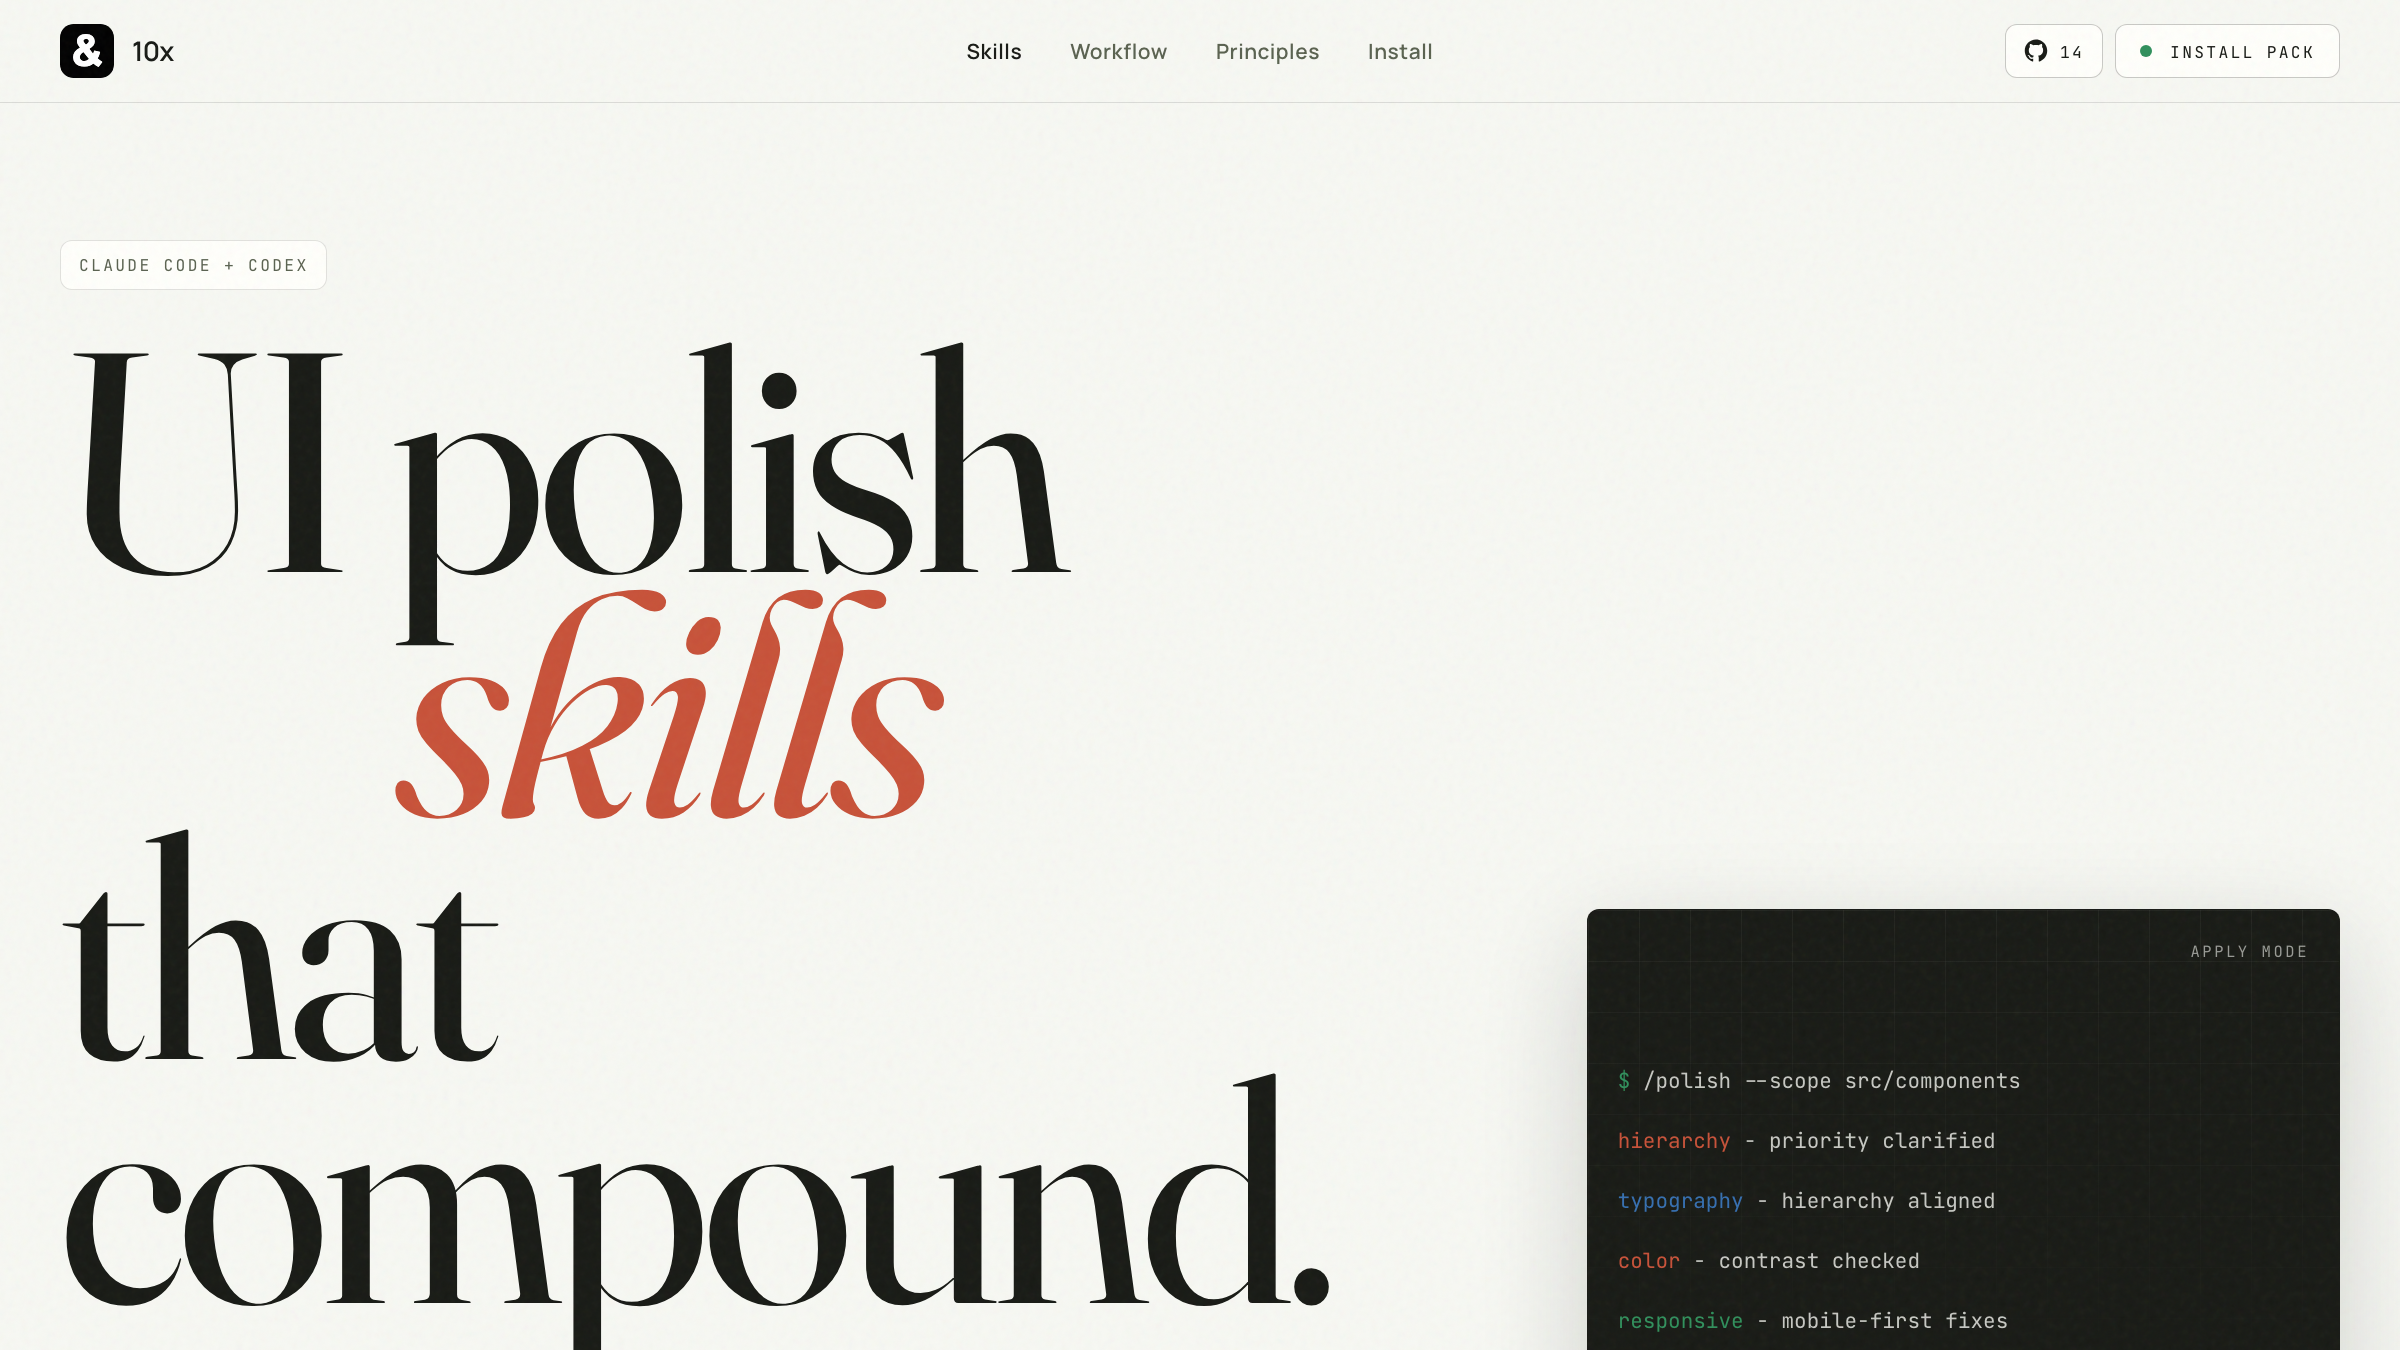 & 10x
Skills Workflow Principles Install
14
INSTALL PACK
CLAUDE CODE + CODEX
UI polish
skills
that
compound.
APPLY MODE
$ /polish --scope src/components
hierarchy - priority clarified
typography - hierarchy aligned
color - contrast checked
responsive - mobile-first fixes